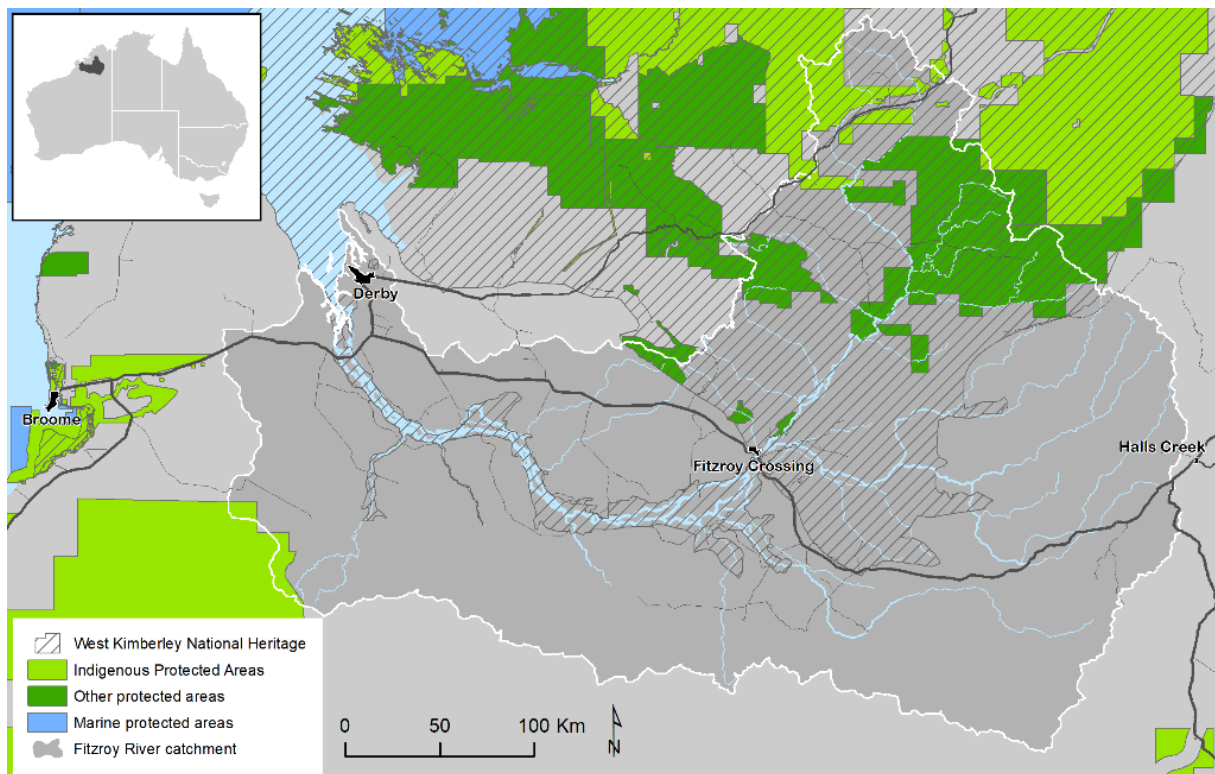 Derby
Broome
Halls Creek
Fitzroy Crossing
West Kimberley National Heritage
Indigenous Protected Areas
Other protected areas
Marine protected areas
Fitzroy River catchment
0 50 100 Km
N